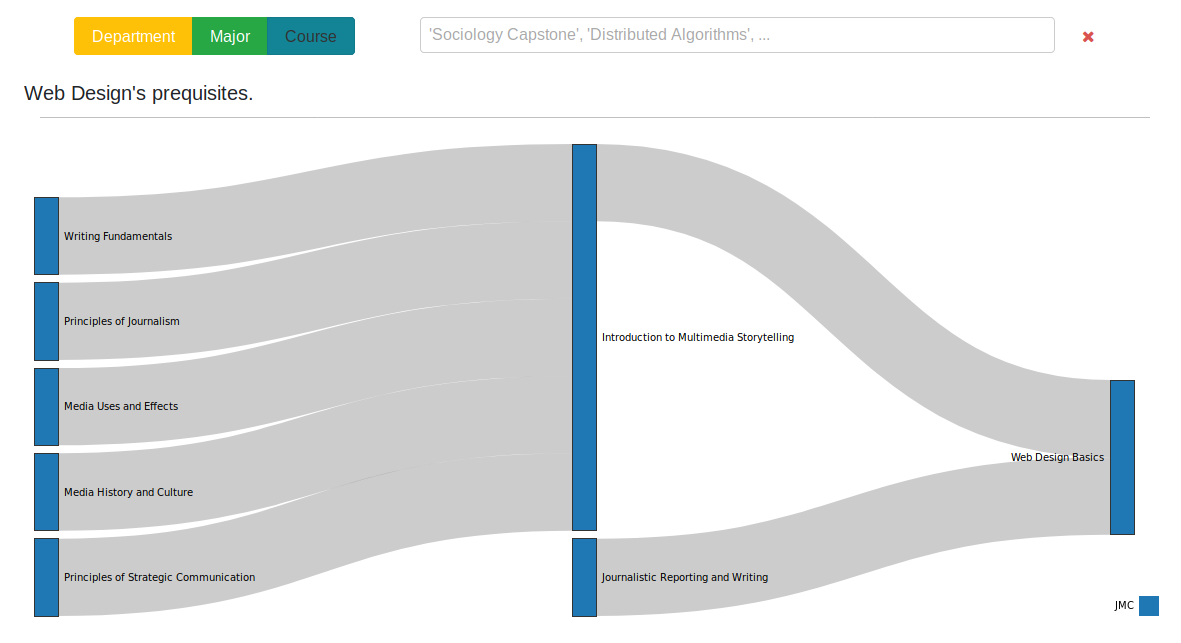 Department Major Course
'Sociology Capstone', 'Distributed Algorithms', ...
Web Design's prequisites.
Writing Fundamentals
Principles of Journalism
Media Uses and Effects
Media History and Culture
Principles of Strategic Communication
Introduction to Multimedia Storytelling
Journalistic Reporting and Writing
Web Design Basics
JMC